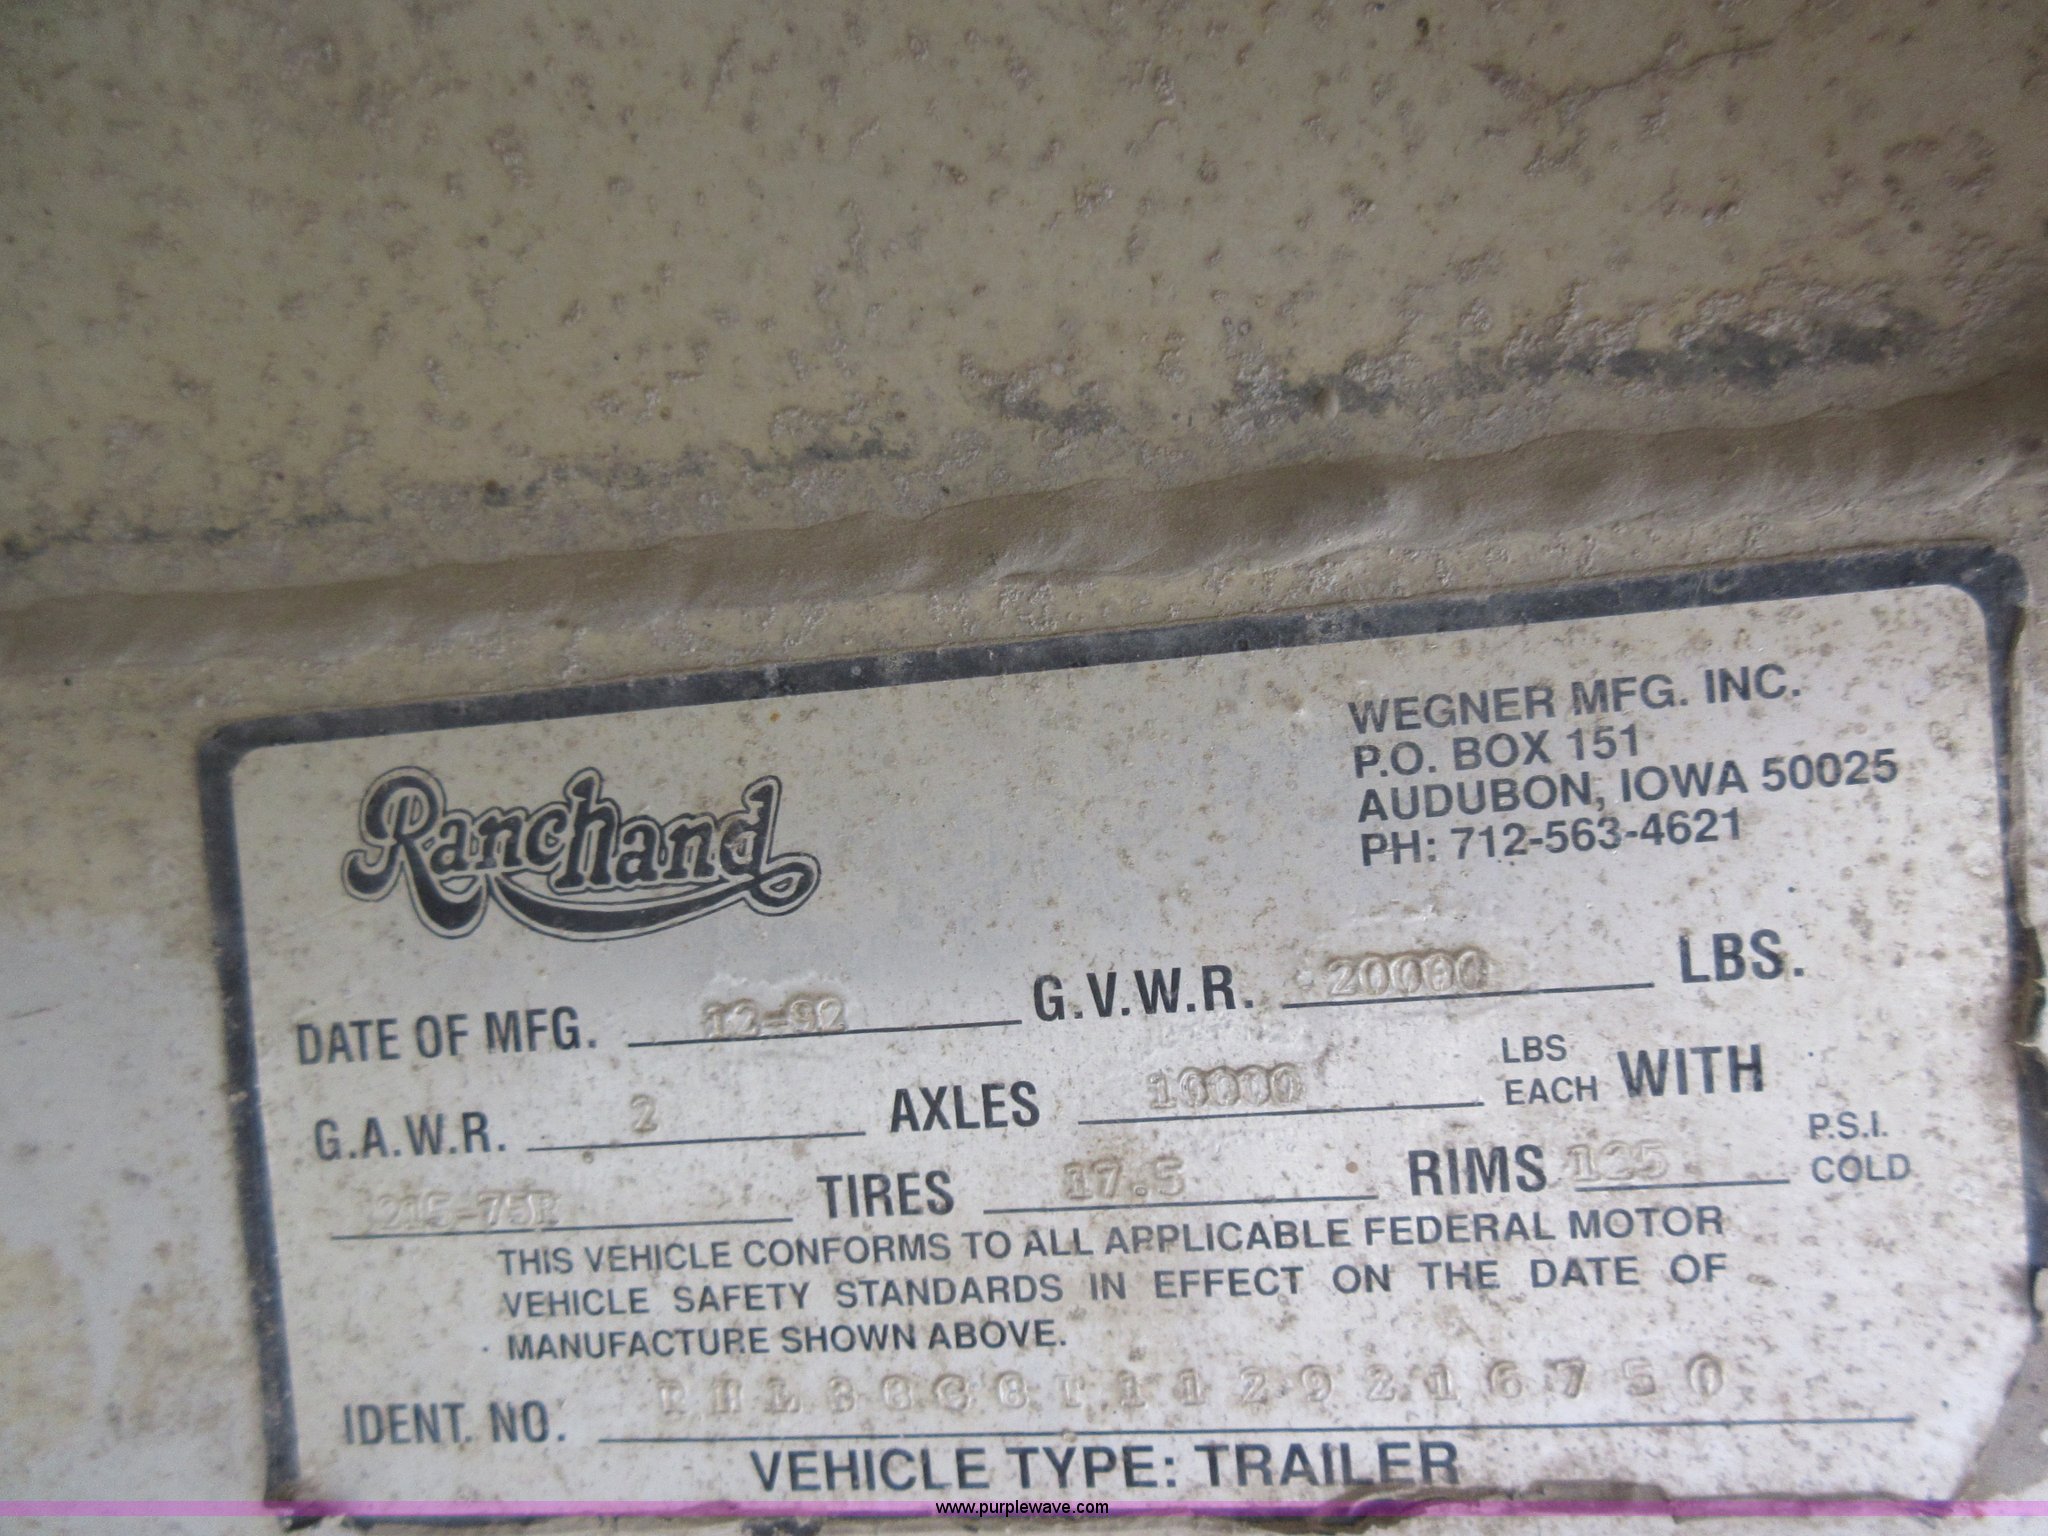 Ranchand
WEGNER MFG. INC.
P.O. BOX 151
AUDUBON, IOWA 50025
PH: 712-563-4621
DATE OF MFG. 12-92 G.V.W.R. 20000 LBS.
G.A.W.R. 2 AXLES 10000 LBS EACH WITH
215-75R TIRES 17.5 RIMS 125 P.S.I. COLD
THIS VEHICLE CONFORMS TO ALL APPLICABLE FEDERAL MOTOR
VEHICLE SAFETY STANDARDS IN EFFECT ON THE DATE OF
MANUFACTURE SHOWN ABOVE.
IDENT. NO.
VEHICLE TYPE: TRAILER
www.purplewave.com